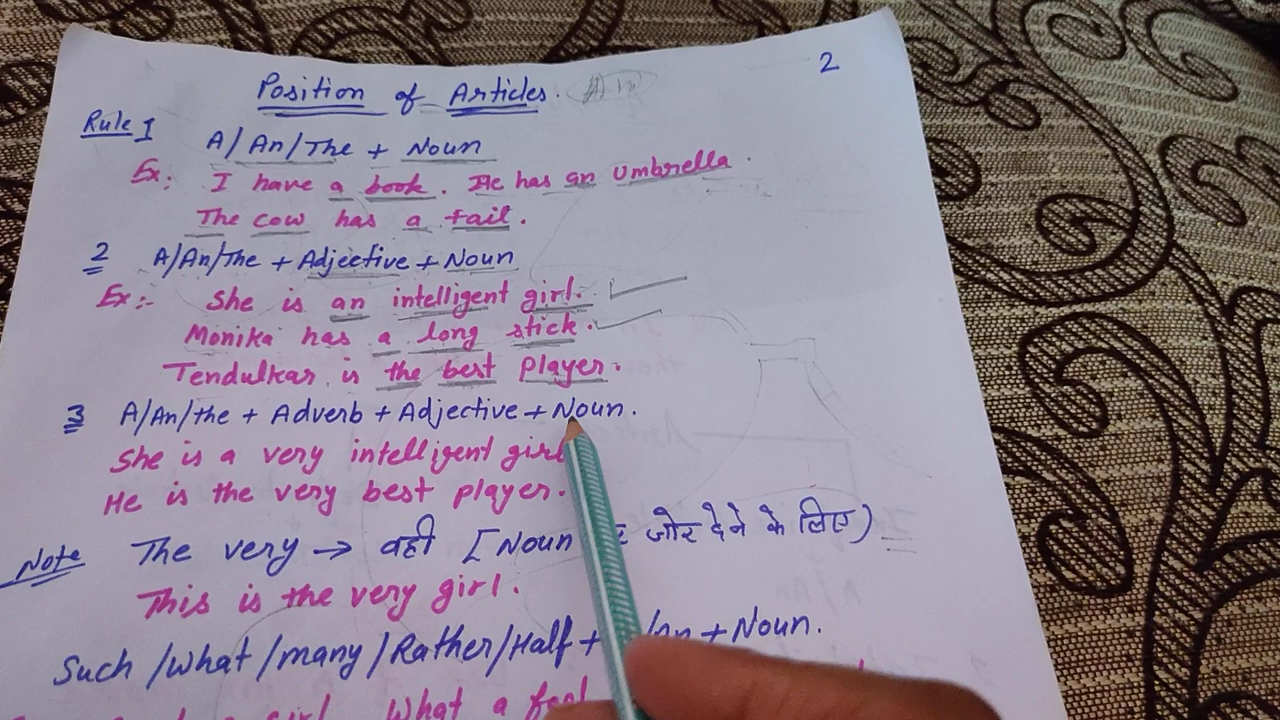 2
Position of Articles.
Rule 1
A/An/The + Noun
Ex: I have a book. He has an umbrella.
The cow has a tail.
2 A/An/The + Adjective + Noun
Ex:- She is an intelligent girl.
Monika has a long stick.
Tendulkar is the best player.
3 A/An/the + Adverb + Adjective + Noun.
She is a very intelligent girl
He is the very best player.
Note The very → वही [Noun जोर देने के लिए)
This is the very girl.
Such /what /many /Rather/Half + + Noun.
girl. What a